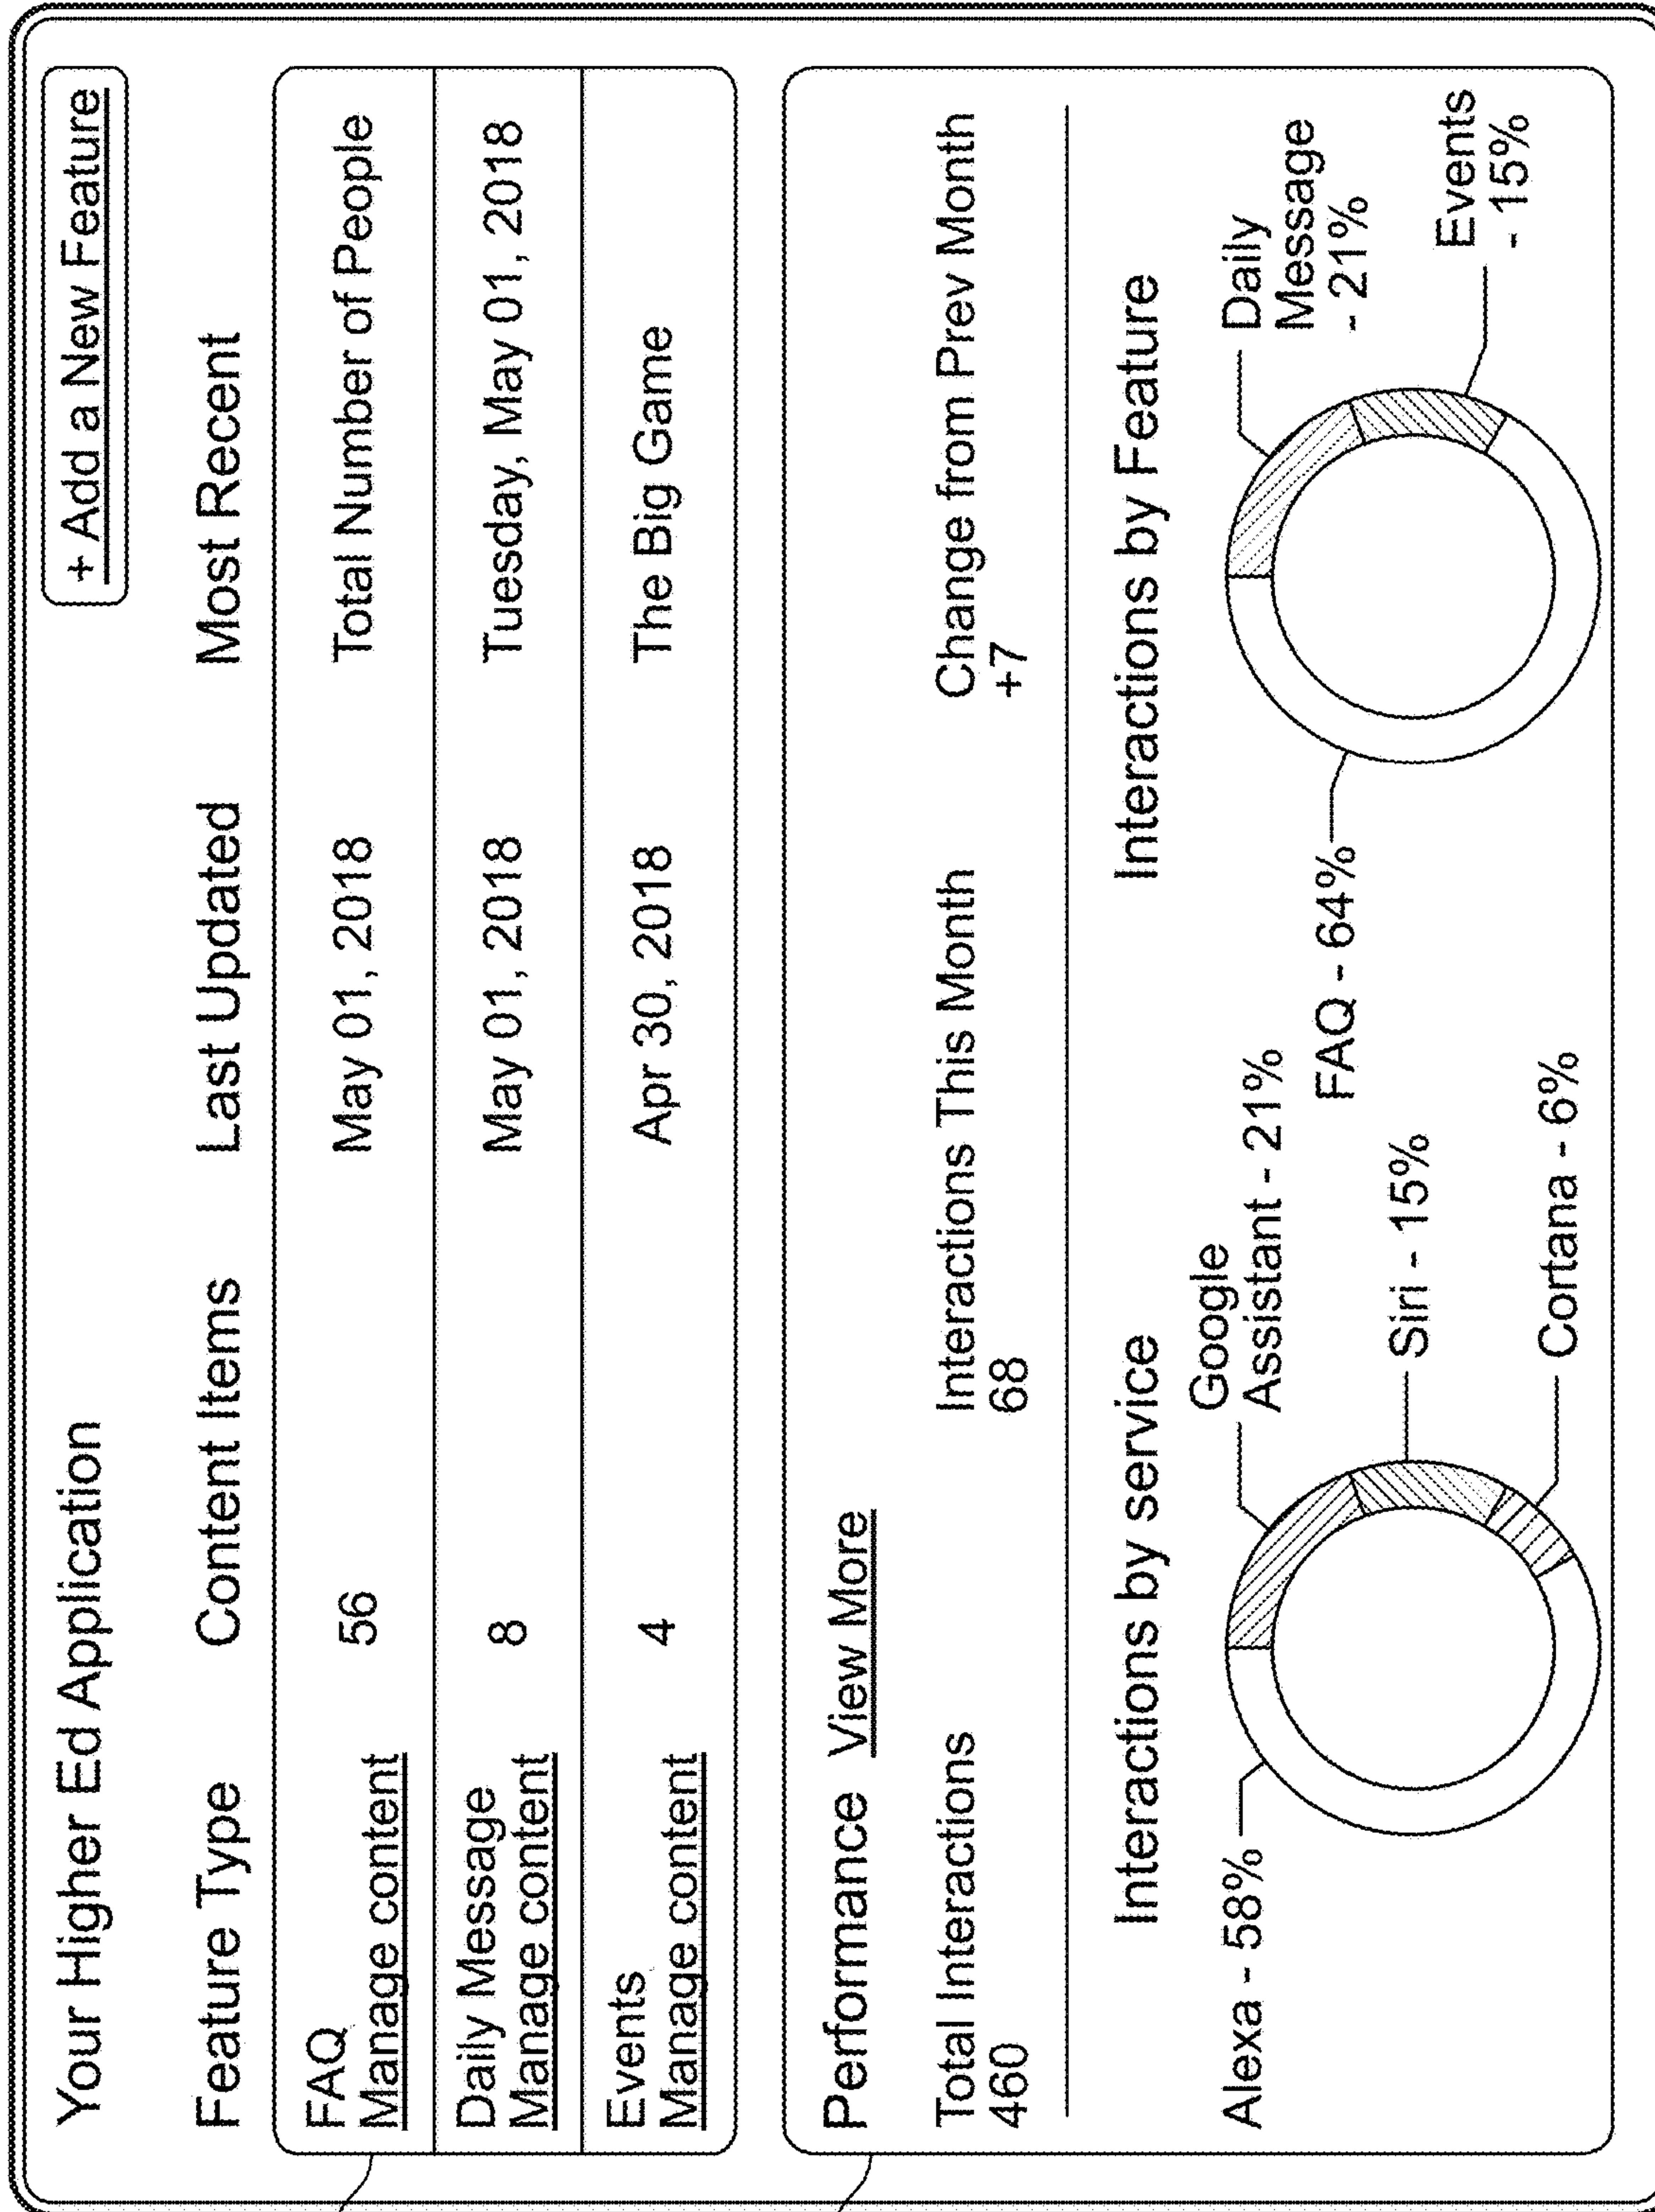 Your Higher Ed Application
+ Add a New Feature
Feature Type Content Items Last Updated Most Recent
FAQ
Manage content
56 May 01, 2018 Total Number of People
Daily Message
Manage content
8 May 01, 2018 Tuesday, May 01, 2018
Events
Manage content
4 Apr 30, 2018 The Big Game
Performance View More
Total Interactions
460
Interactions This Month
68
Change from Prev Month
+7
Interactions by service
Alexa - 58%
Google
Assistant - 21%
Siri - 15%
Cortana - 6%
Interactions by Feature
FAQ - 64%
Daily
Message
- 21%
Events
- 15%